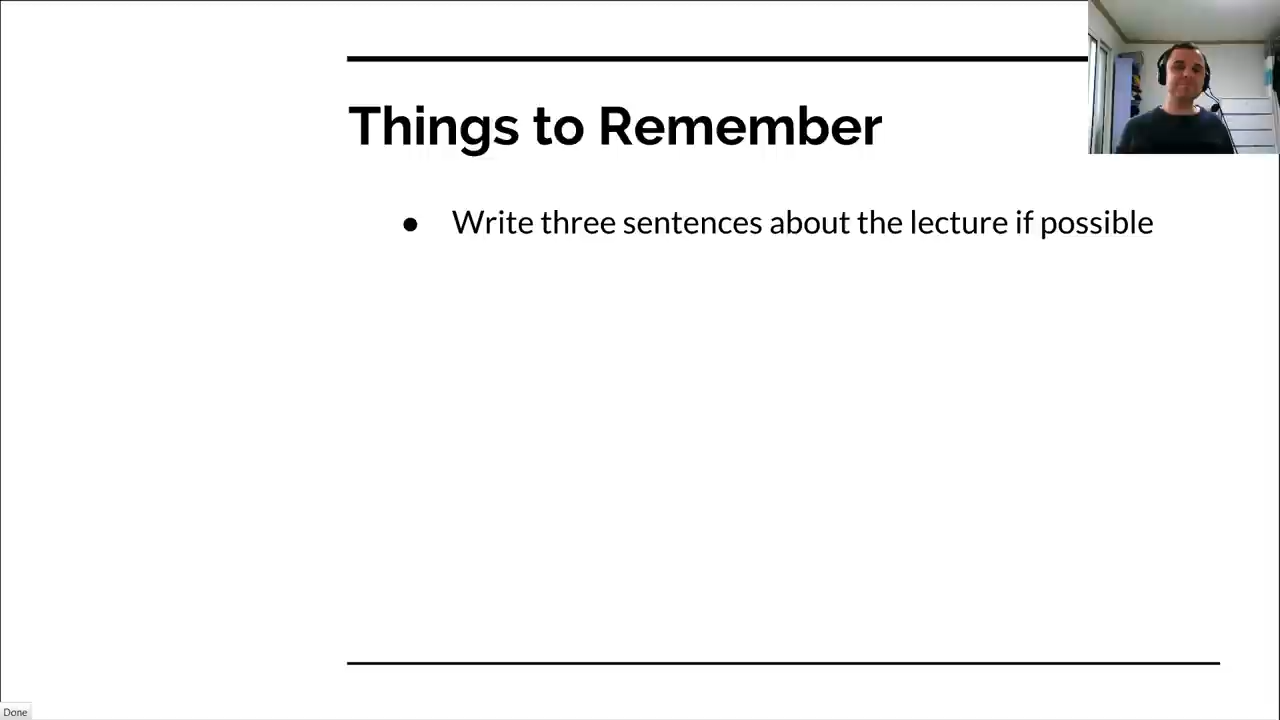 Things to Remember
● Write three sentences about the lecture if possible
Done